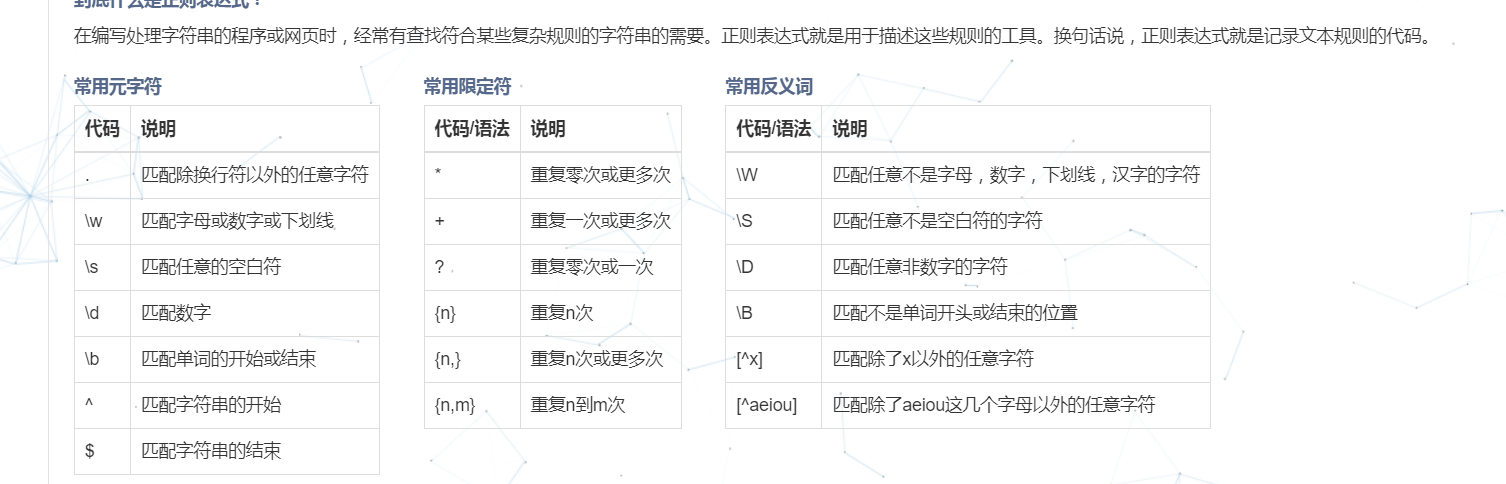 到底什么是正则表达式？
在编写处理字符串的程序或网页时，经常有查找符合某些复杂规则的字符串的需要。正则表达式就是用于描述这些规则的工具。换句话说，正则表达式就是记录文本规则的代码。
常用元字符
代码 说明
. 匹配除换行符以外的任意字符
\w 匹配字母或数字或下划线
\s 匹配任意的空白符
\d 匹配数字
\b 匹配单词的开始或结束
^ 匹配字符串的开始
$ 匹配字符串的结束
常用限定符
代码/语法 说明
* 重复零次或更多次
+ 重复一次或更多次
? 重复零次或一次
{n} 重复n次
{n,} 重复n次或更多次
{n,m} 重复n到m次
常用反义词
代码/语法 说明
\W 匹配任意不是字母，数字，下划线，汉字的字符
\S 匹配任意不是空白符的字符
\D 匹配任意非数字的字符
\B 匹配不是单词开头或结束的位置
[^x] 匹配除了x以外的任意字符
[^aeiou] 匹配除了aeiou这几个字母以外的任意字符